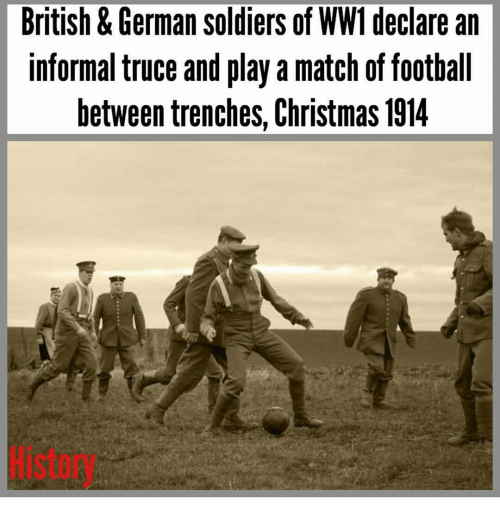 British & German soldiers of WW1 declare an
informal truce and play a match of football
between trenches, Christmas 1914
History